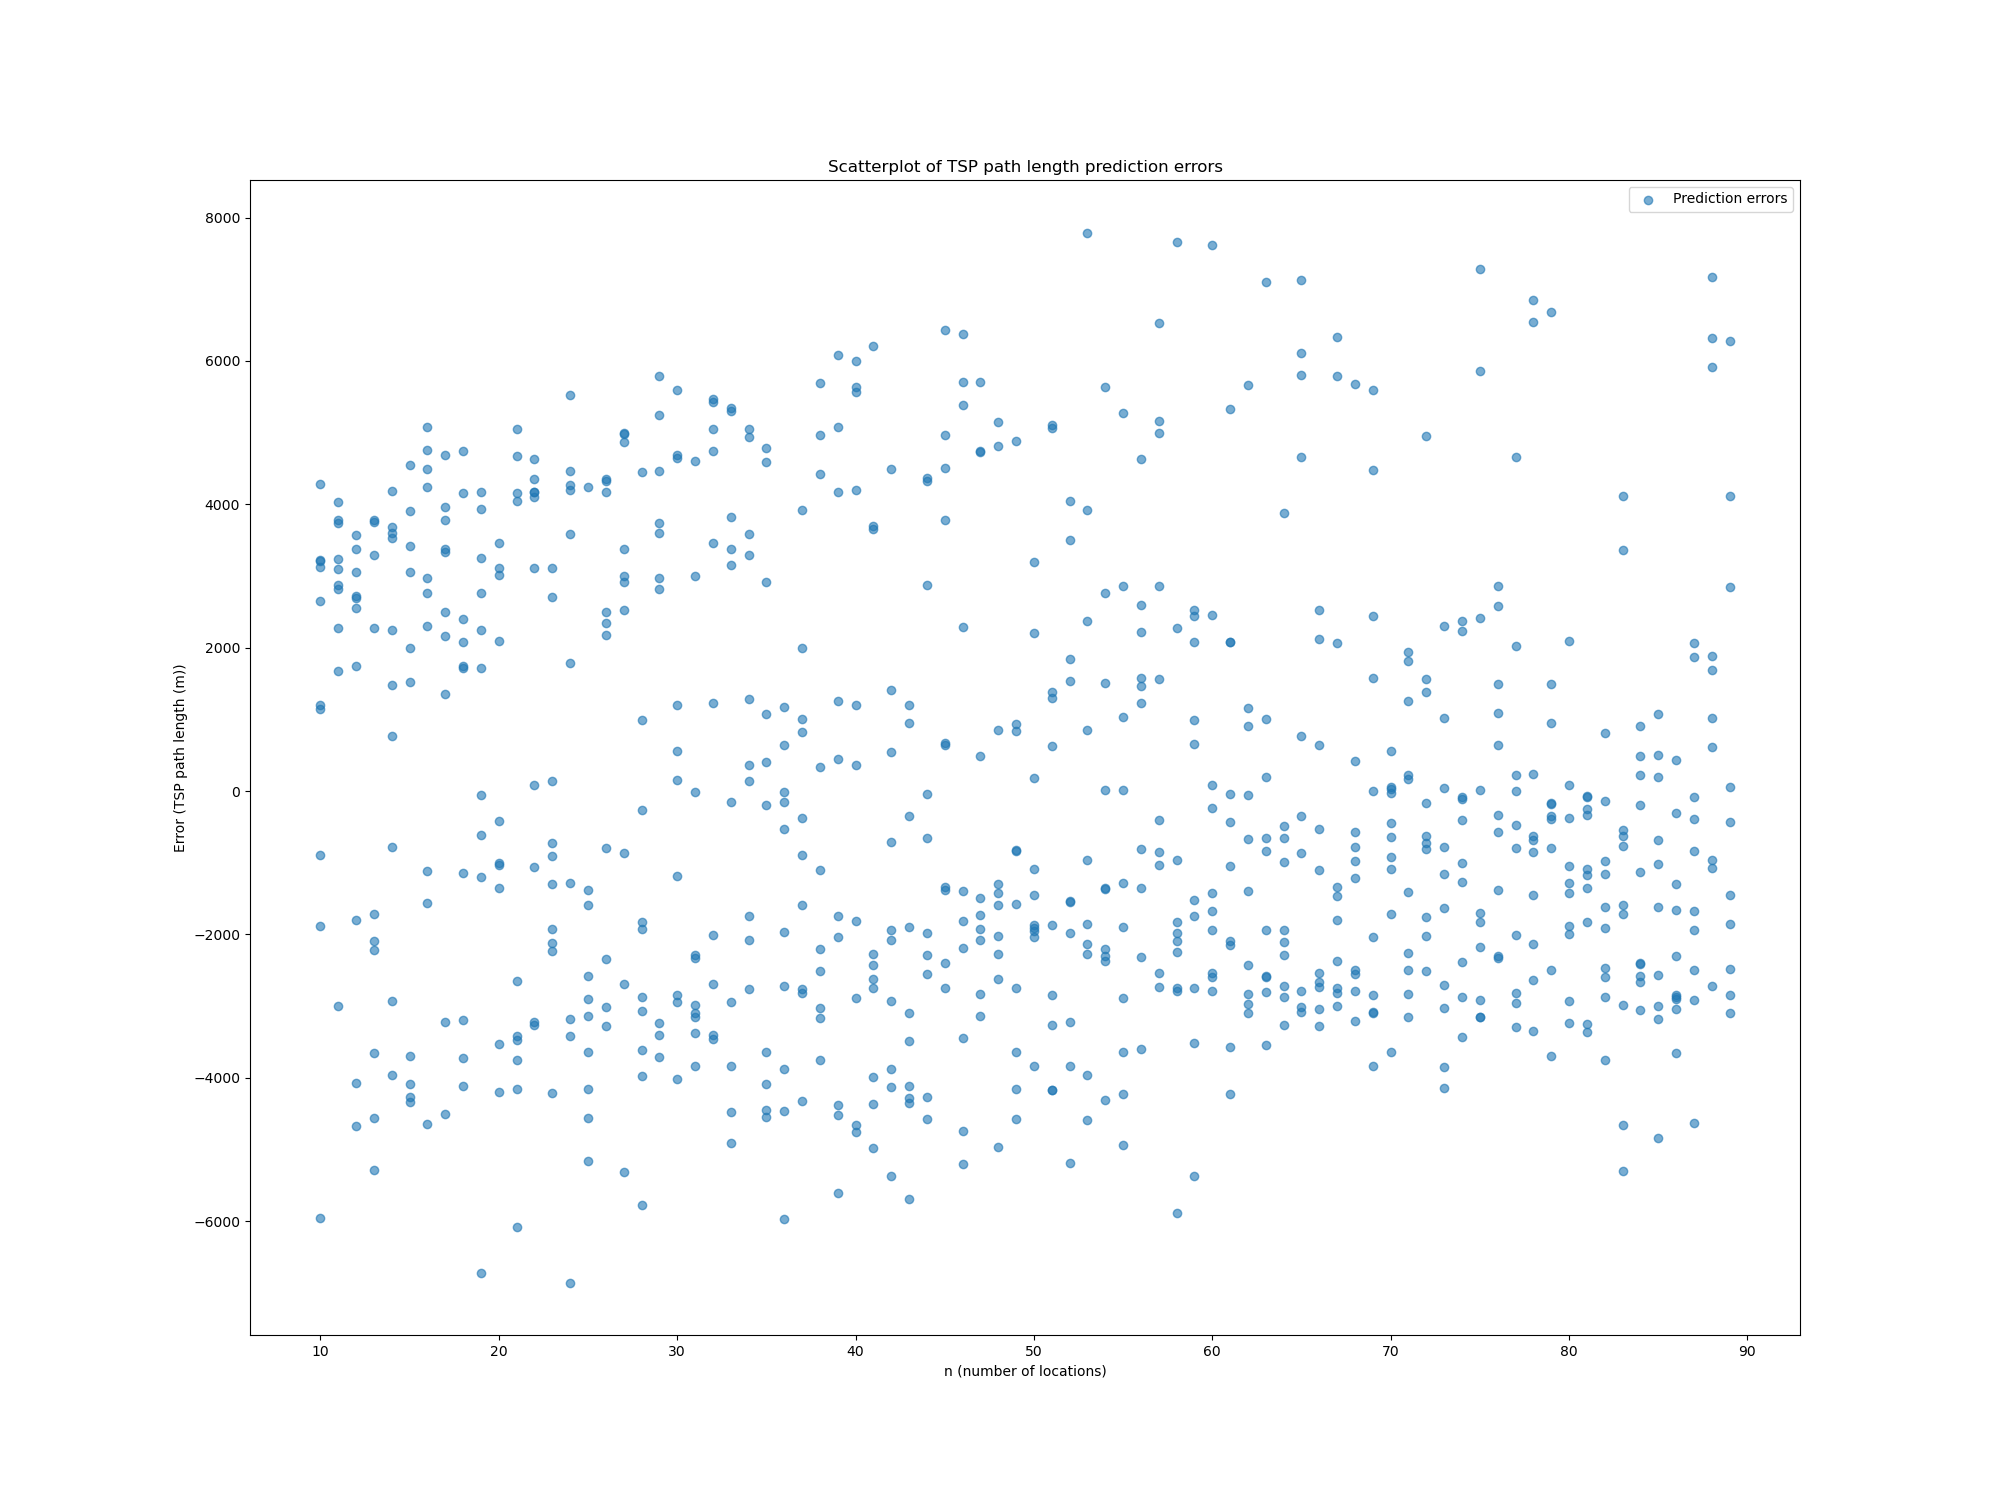 Scatterplot of TSP path length prediction errors
Prediction errors
8000
6000
4000
2000
0
−2000
−4000
−6000
Error (TSP path length (m))
10 20 30 40 50 60 70 80 90
n (number of locations)